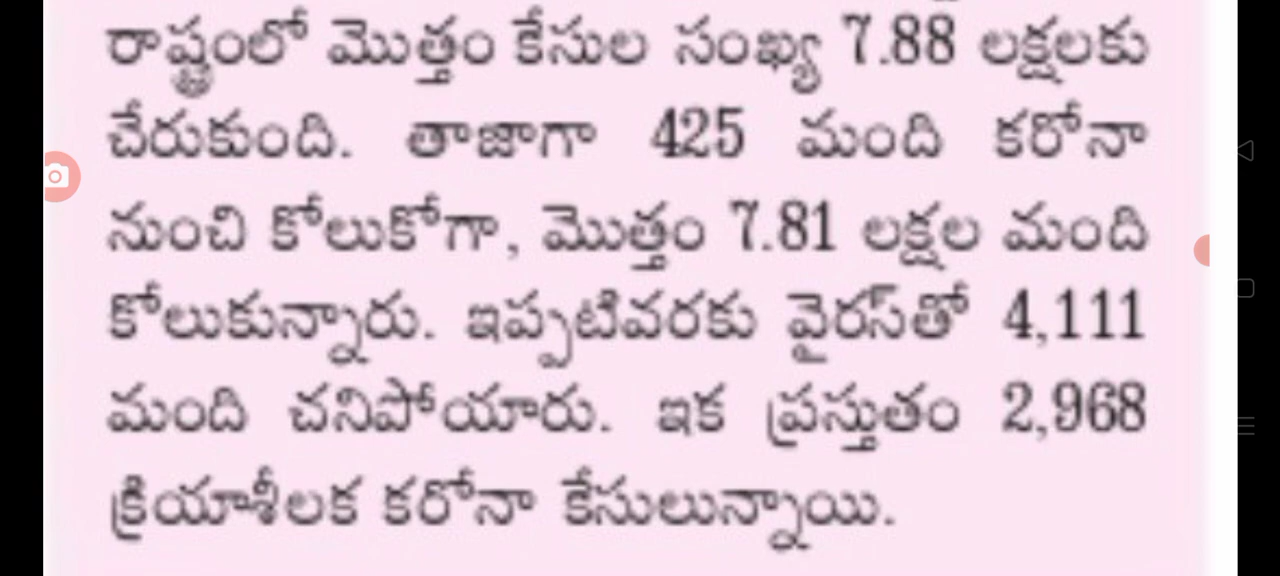 రాష్ట్రంలో మొత్తం కేసుల సంఖ్య 7.88 లక్షలకు
చేరుకుంది. తాజాగా 425 మంది కరోనా
నుంచి కోలుకోగా, మొత్తం 7.81 లక్షల మంది
కోలుకున్నారు. ఇప్పటివరకు వైరస్‌తో 4,111
మంది చనిపోయారు. ఇక ప్రస్తుతం 2,968
క్రియాశీలక కరోనా కేసులున్నాయి.